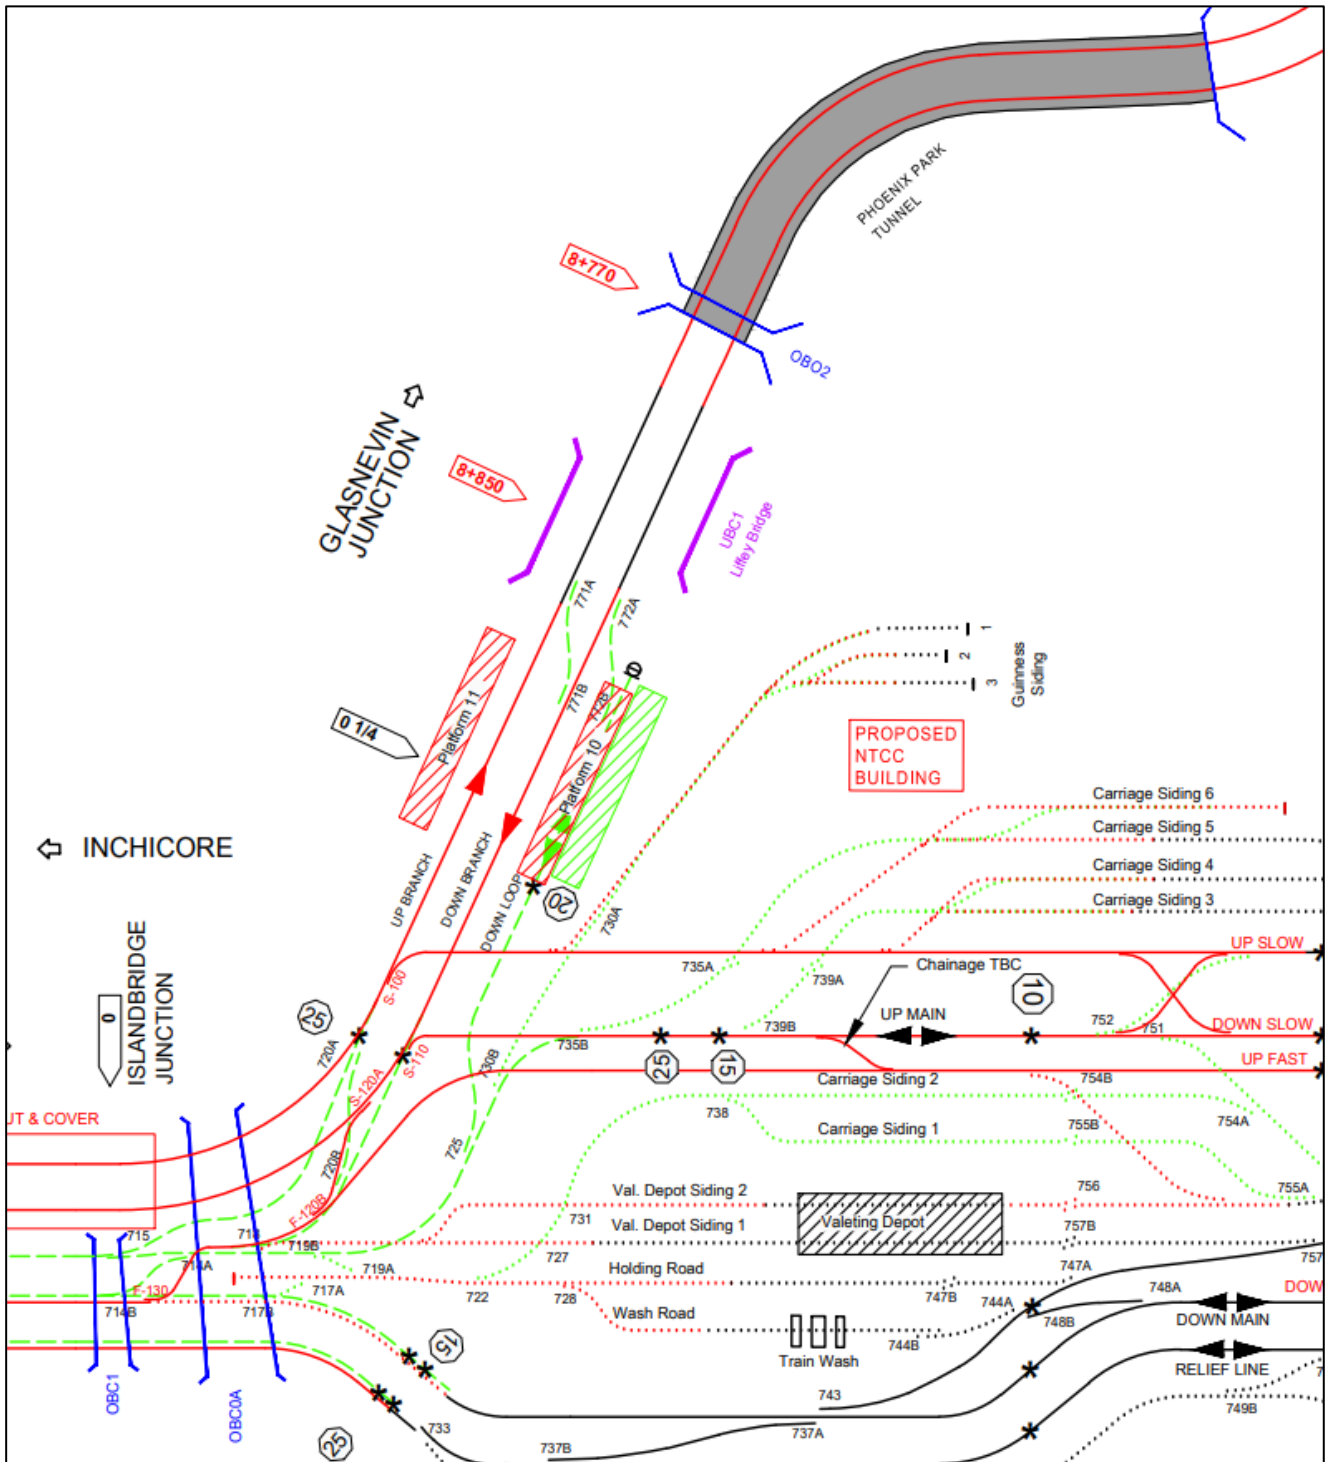 PHOENIX PARK
TUNNEL
8+770
OBO2
GLASNEVIN
JUNCTION
8+850
UBC1
Liffey Bridge
771A
772A
1
2
3
Guinness
Siding
771B
772B
Platform 11
0 1/4
Platform 10
PROPOSED
NTCC
BUILDING
Carriage Siding 6
Carriage Siding 5
Carriage Siding 4
Carriage Siding 3
INCHICORE
UP BRANCH
DOWN BRANCH
DOWN LOOP
20
730A
UP SLOW
735A
739A
Chainage TBC
ISLANDBRIDGE
JUNCTION
0
S-100
25
10
UP MAIN
739B
752
751
DOWN SLOW
720A
S-110
735B
25
15
UP FAST
730B
S-120A
Carriage Siding 2
754B
738
754A
UT & COVER
725
Carriage Siding 1
755B
720B
F-120B
Val. Depot Siding 2
756
755A
731
Val. Depot Siding 1
Valeting Depot
757B
715
718
719B
714A
719A
727
Holding Road
747A
757
F-130
717A
714B
717B
722
728
747B
744A
748A
DOW
Wash Road
748B
DOWN MAIN
744B
15
Train Wash
RELIEF LINE
OBC1
OBC0A
743
749B
733
737A
25
737B